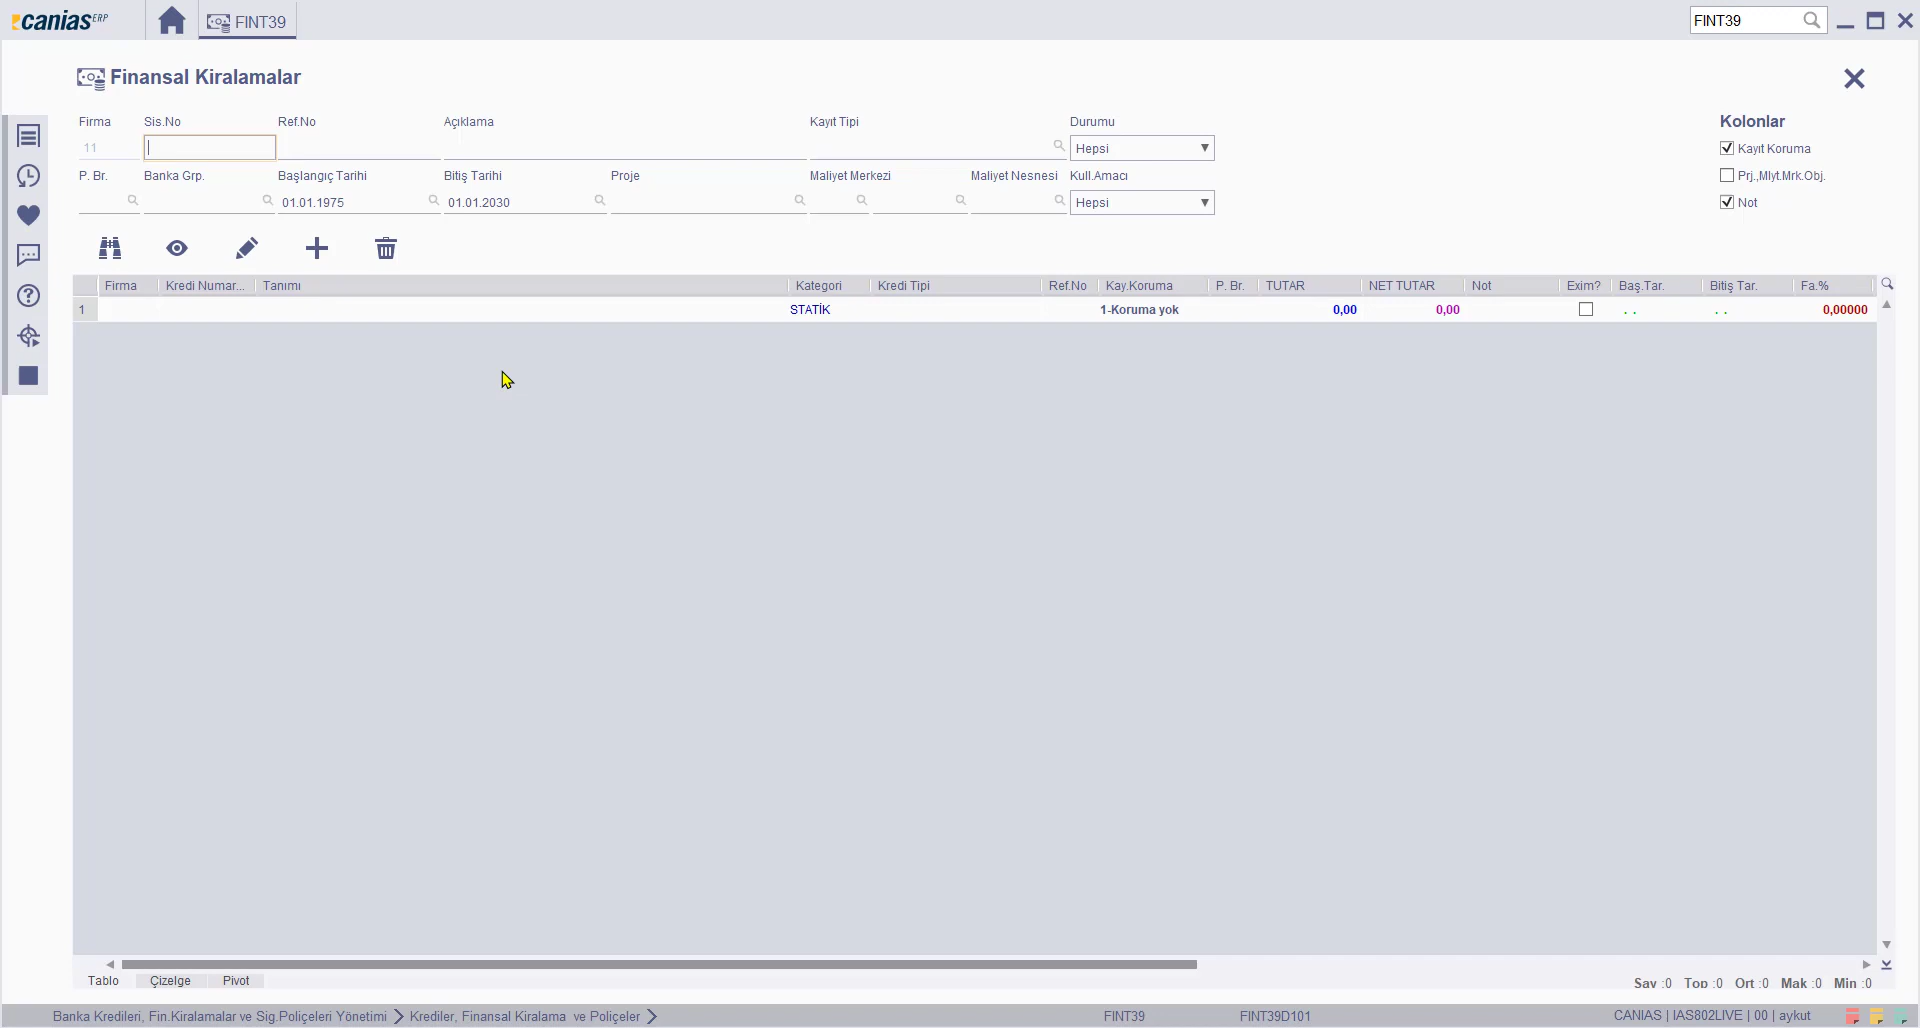 canias ERP FINT39 FINT39
Finansal Kiralamalar
Firma Sis.No Ref.No Açıklama Kayıt Tipi Durumu Kolonlar
11 Hepsi Kayıt Koruma
P. Br. Banka Grp. Başlangıç Tarihi Bitiş Tarihi Proje Maliyet Merkezi Maliyet Nesnesi Kull.Amacı Prj.,Mlyt.Mrk.Obj.
01.01.1975 01.01.2030 Hepsi Not
Firma Kredi Numar... Tanımı Kategori Kredi Tipi Ref.No Kay.Koruma P. Br. TUTAR NET TUTAR Not Exim? Baş.Tar. Bitiş Tar. Fa.%
1 STATİK 1-Koruma yok 0,00 0,00 . . . . 0,00000
Tablo Çizelge Pivot Say :0 Top :0 Ort :0 Mak :0 Min :0
Banka Kredileri, Fin.Kiralamalar ve Sig.Poliçeleri Yönetimi Krediler, Finansal Kiralama ve Poliçeler FINT39 FINT39D101 CANIAS | IAS802LIVE | 00 | aykut